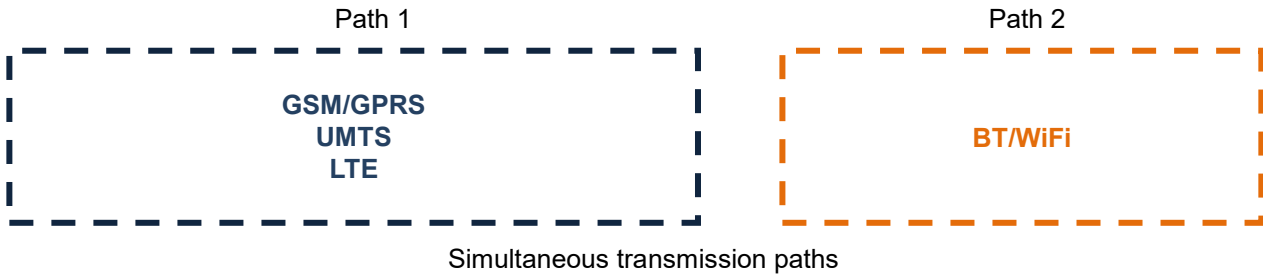 Path 1
Path 2
GSM/GPRS
UMTS
LTE
BT/WiFi
Simultaneous transmission paths